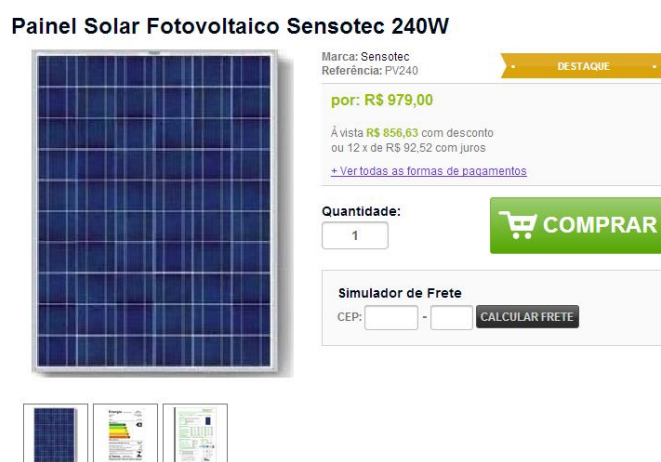 Painel Solar Fotovoltaico Sensotec 240W
Marca: Sensotec
Referência: PV240
DESTAQUE
por: R$ 979,00
À vista R$ 856,63 com desconto
ou 12 x de R$ 92,52 com juros
+ Ver todas as formas de pagamentos
Quantidade:
1
COMPRAR
Simulador de Frete
CEP:
-
CALCULAR FRETE
Energia